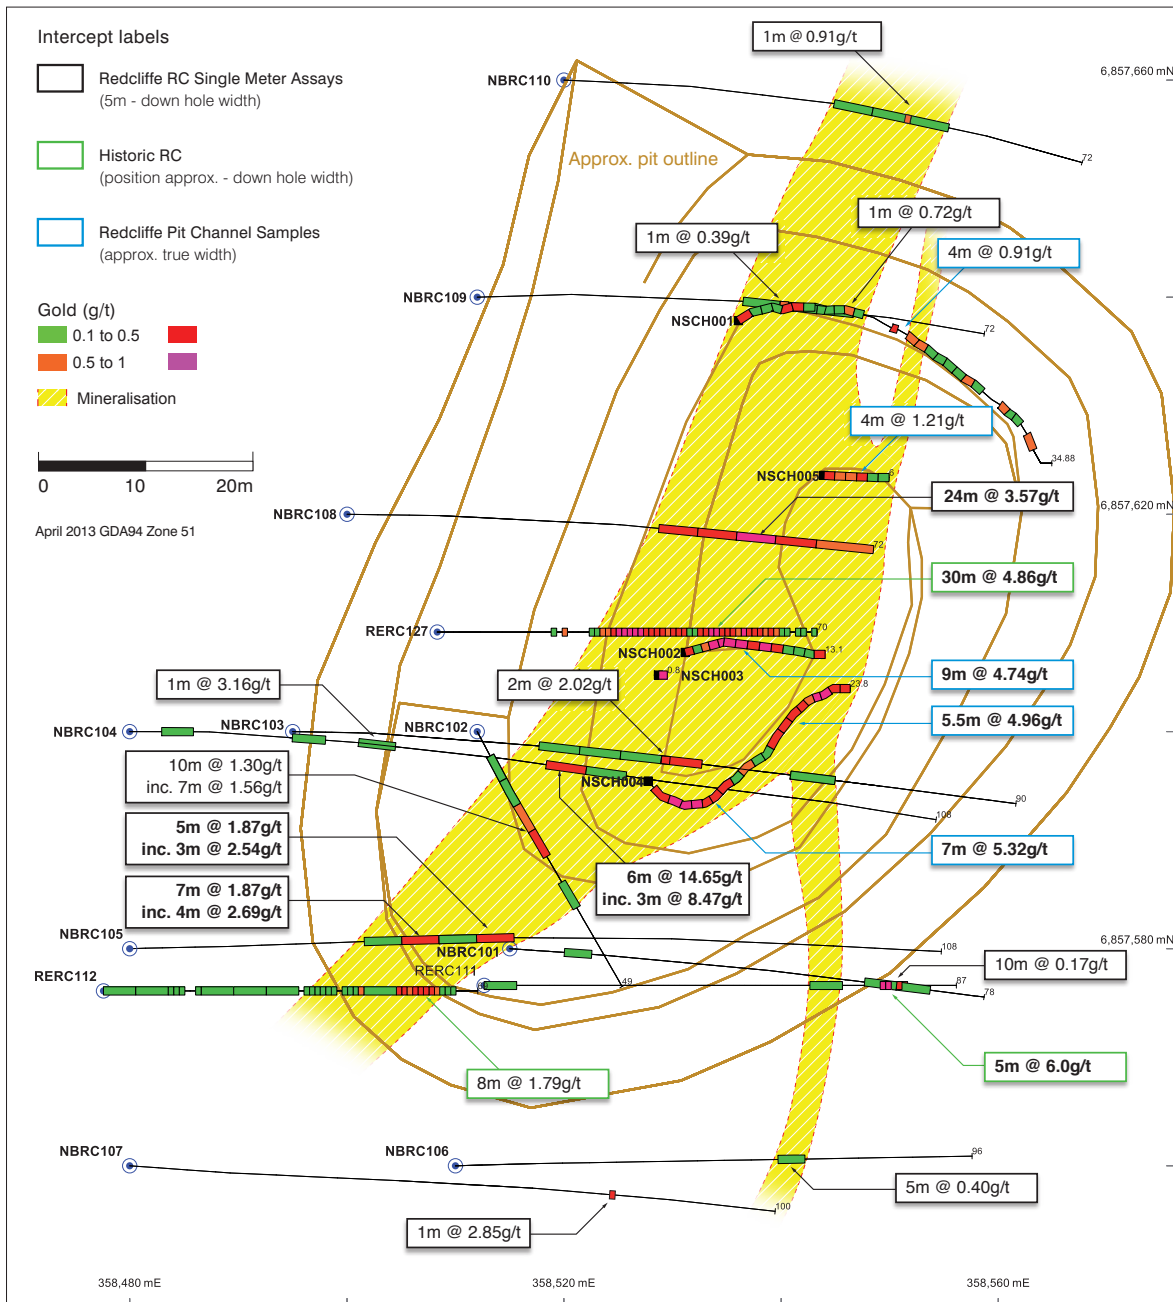 Intercept labels
Redcliffe RC Single Meter Assays
(5m - down hole width)
Historic RC
(position approx. - down hole width)
Redcliffe Pit Channel Samples
(approx. true width)
Gold (g/t)
0.1 to 0.5
0.5 to 1
Mineralisation
0 10 20m
April 2013 GDA94 Zone 51
1m @ 0.91g/t
NBRC110
6,857,660 mN
72
Approx. pit outline
1m @ 0.72g/t
1m @ 0.39g/t
4m @ 0.91g/t
NBRC109
NSCH001
72
4m @ 1.21g/t
34.88
NSCH005
6
24m @ 3.57g/t
6,857,620 mN
NBRC108
72
30m @ 4.86g/t
RERC127
70
NSCH002
13.1
0.8
NSCH003
9m @ 4.74g/t
1m @ 3.16g/t
2m @ 2.02g/t
23.8
5.5m @ 4.96g/t
NBRC104
NBRC103
NBRC102
10m @ 1.30g/t
inc. 7m @ 1.56g/t
NSCH004
90
108
5m @ 1.87g/t
inc. 3m @ 2.54g/t
7m @ 5.32g/t
6m @ 14.65g/t
inc. 3m @ 8.47g/t
7m @ 1.87g/t
inc. 4m @ 2.69g/t
NBRC105
NBRC101
108
6,857,580 mN
RERC112
RERC111
49
87
78
10m @ 0.17g/t
5m @ 6.0g/t
8m @ 1.79g/t
NBRC107
NBRC106
96
5m @ 0.40g/t
100
1m @ 2.85g/t
358,480 mE
358,520 mE
358,560 mE